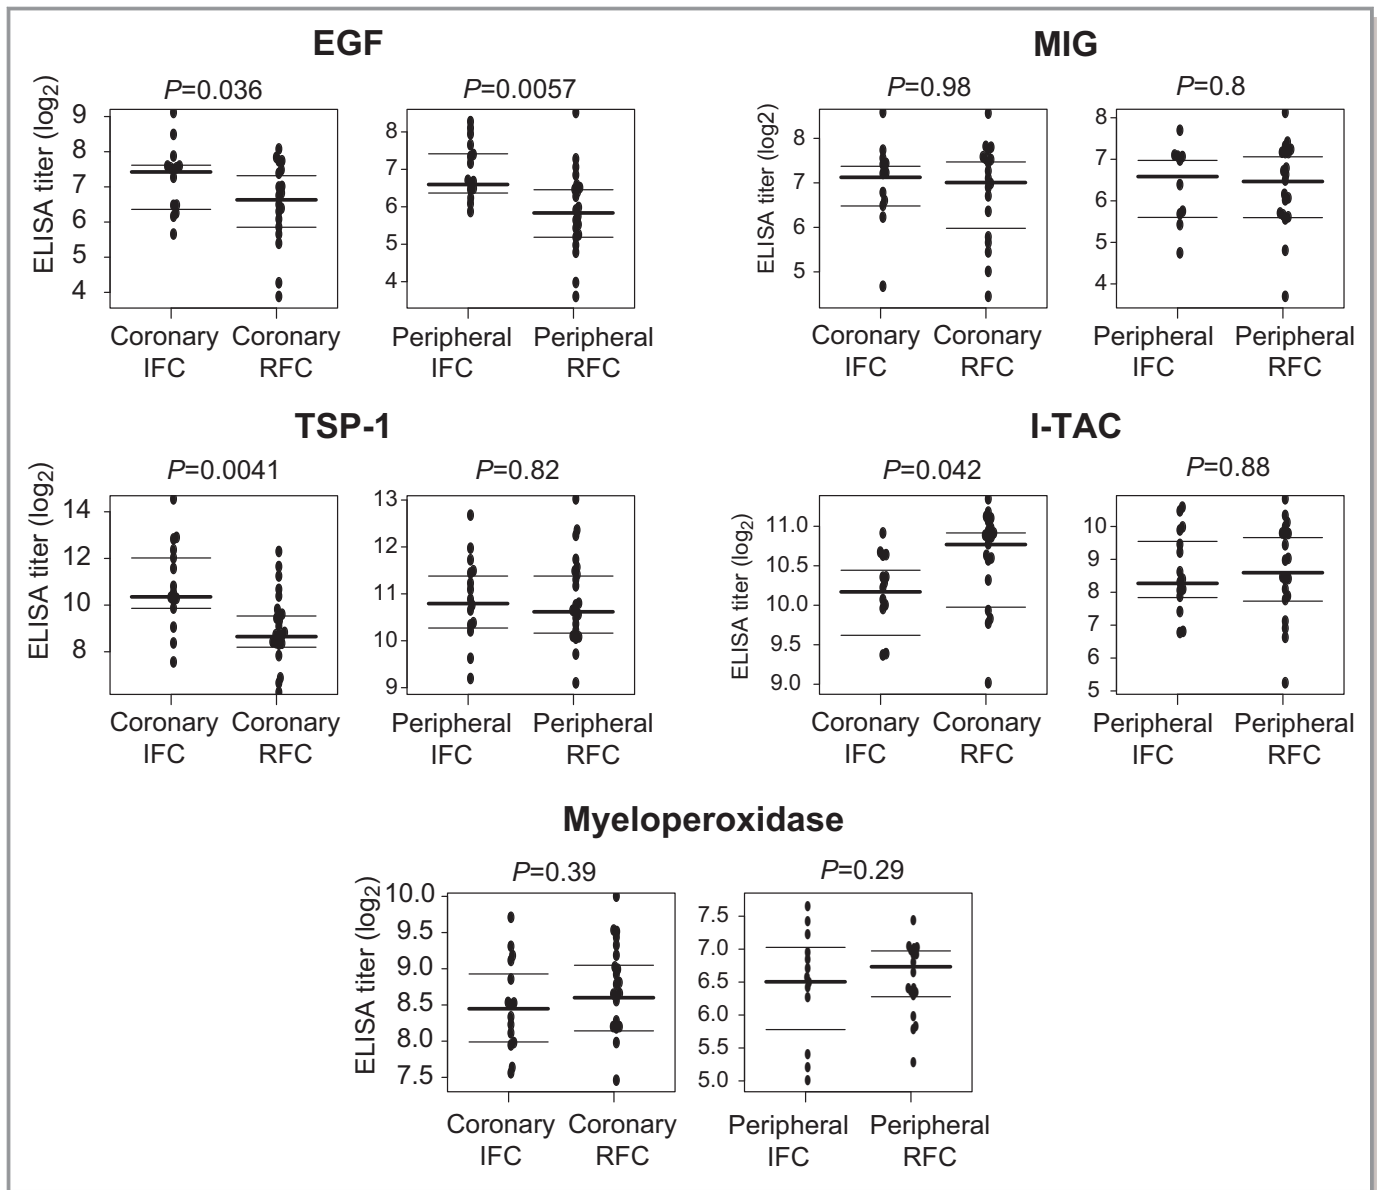 EGF
P=0.036
P=0.0057
ELISA titer (log2)
9
8
7
6
5
4
8
7
6
5
4
Coronary IFC
Coronary RFC
Peripheral IFC
Peripheral RFC
MIG
P=0.98
P=0.8
ELISA titer (log2)
8
7
6
5
8
7
6
5
4
Coronary IFC
Coronary RFC
Peripheral IFC
Peripheral RFC
TSP-1
P=0.0041
P=0.82
ELISA titer (log2)
14
12
10
8
13
12
11
10
9
Coronary IFC
Coronary RFC
Peripheral IFC
Peripheral RFC
I-TAC
P=0.042
P=0.88
ELISA titer (log2)
11.0
10.5
10.0
9.5
9.0
10
9
8
7
6
5
Coronary IFC
Coronary RFC
Peripheral IFC
Peripheral RFC
Myeloperoxidase
P=0.39
P=0.29
ELISA titer (log2)
10.0
9.5
9.0
8.5
8.0
7.5
7.5
7.0
6.5
6.0
5.5
5.0
Coronary IFC
Coronary RFC
Peripheral IFC
Peripheral RFC